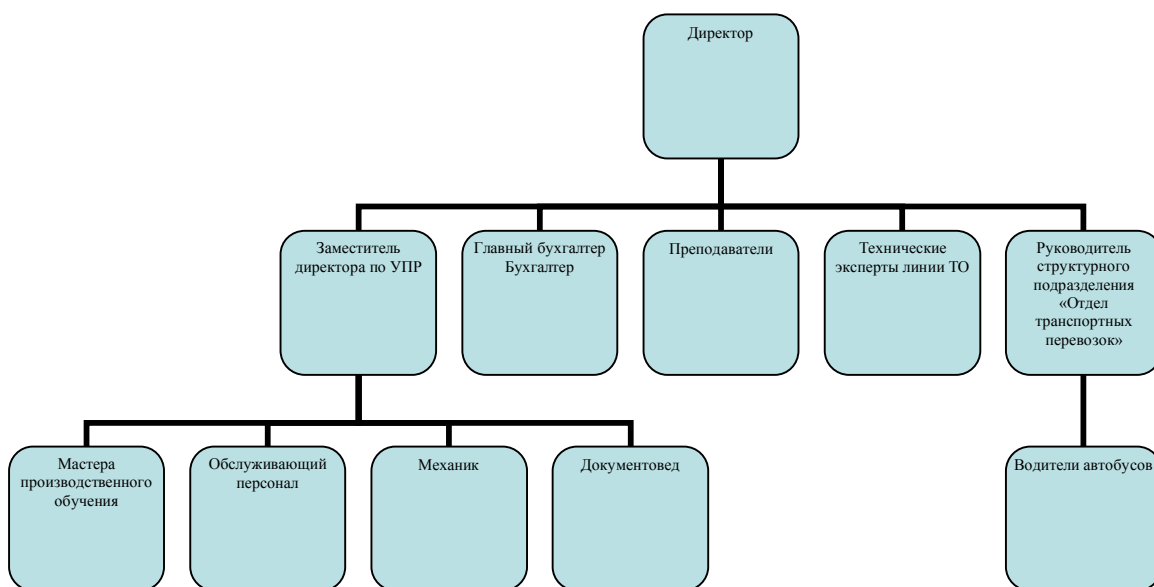 Директор
Заместитель
директора по УПР
Главный бухгалтер
Бухгалтер
Преподаватели
Технические
эксперты линии ТО
Руководитель
структурного
подразделения
«Отдел
транспортных
перевозок»
Мастера
производственного
обучения
Обслуживающий
персонал
Механик
Документовед
Водители автобусов